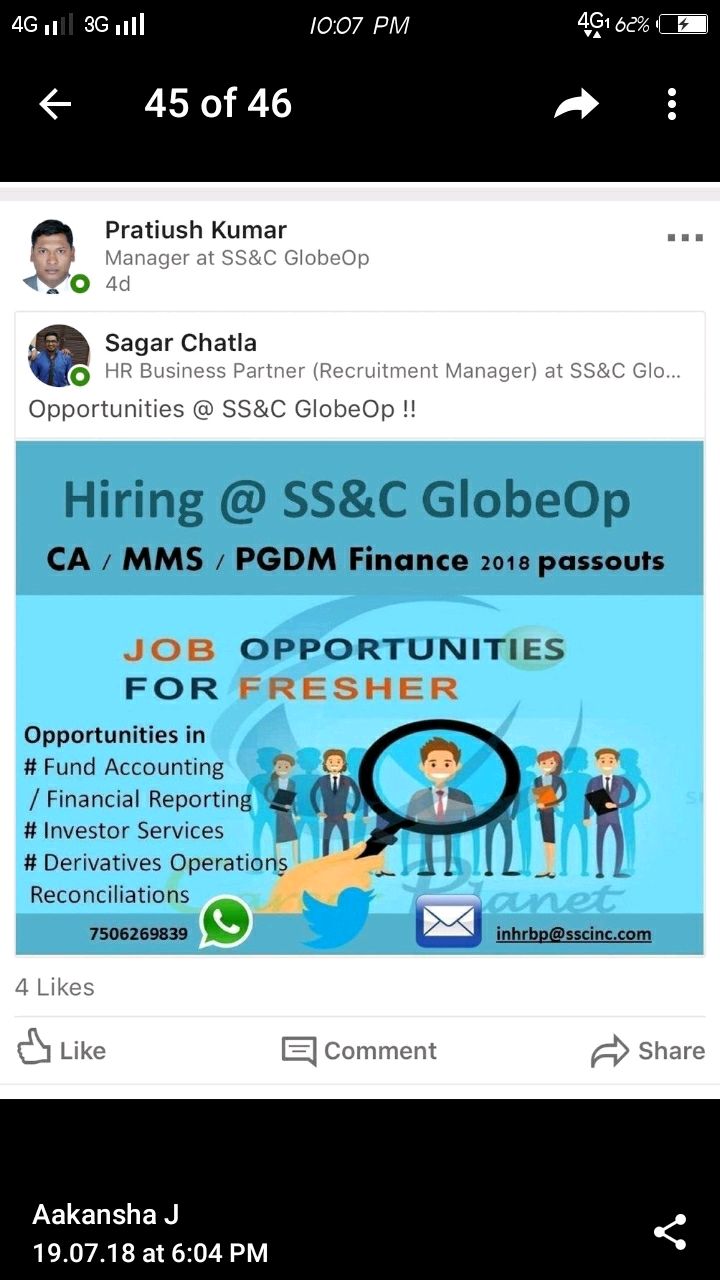 4G 3G 10:07 PM 4G1 62%
45 of 46
Pratiush Kumar
Manager at SS&C GlobeOp
4d
Sagar Chatla
HR Business Partner (Recruitment Manager) at SS&C Glo...
Opportunities @ SS&C GlobeOp !!
Hiring @ SS&C GlobeOp
CA / MMS / PGDM Finance 2018 passouts
JOB OPPORTUNITIES
FOR FRESHER
Opportunities in
# Fund Accounting
/ Financial Reporting
# Investor Services
# Derivatives Operations
Reconciliations
Planet
7506269839
inhrbp@sscinc.com
4 Likes
Like Comment Share
Aakansha J
19.07.18 at 6:04 PM